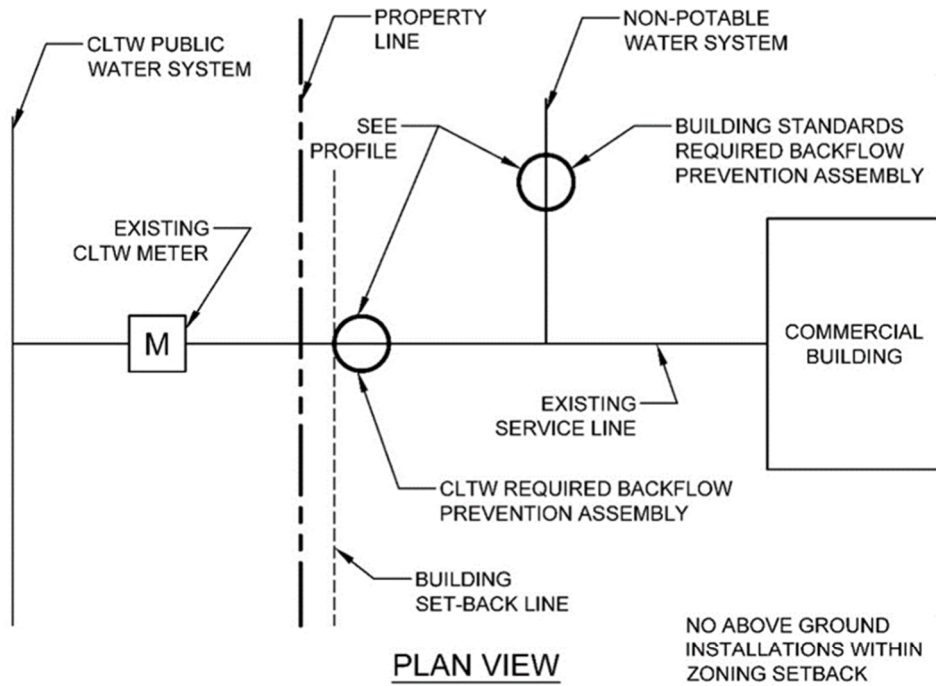 CLTW PUBLIC
WATER SYSTEM
PROPERTY
LINE
NON-POTABLE
WATER SYSTEM
SEE
PROFILE
BUILDING STANDARDS
REQUIRED BACKFLOW
PREVENTION ASSEMBLY
EXISTING
CLTW METER
M
COMMERCIAL
BUILDING
EXISTING
SERVICE LINE
CLTW REQUIRED BACKFLOW
PREVENTION ASSEMBLY
BUILDING
SET-BACK LINE
NO ABOVE GROUND
INSTALLATIONS WITHIN
ZONING SETBACK
PLAN VIEW